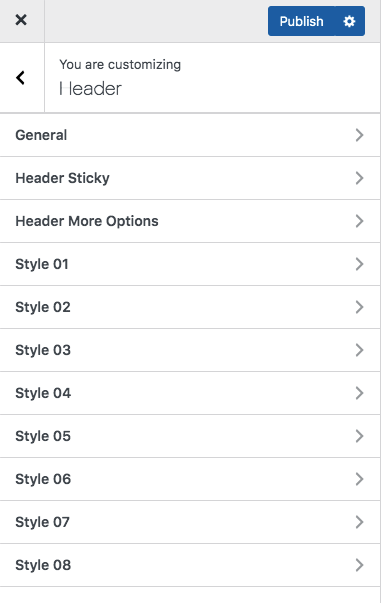 Publish
You are customizing
Header
General
Header Sticky
Header More Options
Style 01
Style 02
Style 03
Style 04
Style 05
Style 06
Style 07
Style 08